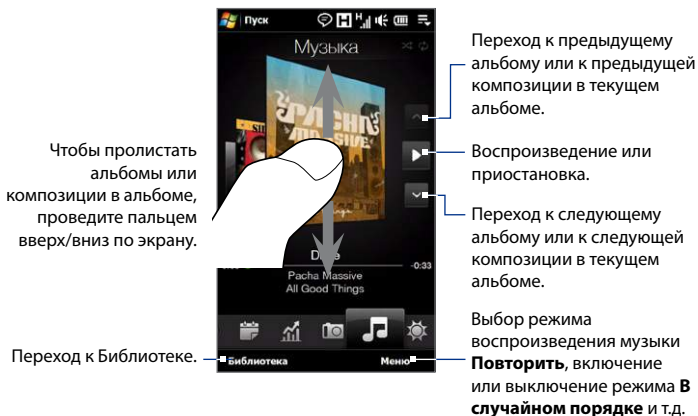 Пуск
Музыка
Переход к предыдущему
альбому или к предыдущей
композиции в текущем
альбоме.
Чтобы пролистать
альбомы или
композиции в альбоме,
проведите пальцем
вверх/вниз по экрану.
Воспроизведение или
приостановка.
Переход к следующему
альбому или к следующей
композиции в текущем
альбоме.
PACHA
MASSIVE
-0:33
Pacha Massive
All Good Things
Выбор режима
воспроизведения музыки
Повторить, включение
или выключение режима В
случайном порядке и т.д.
Переход к Библиотеке.
Библиотека
Меню